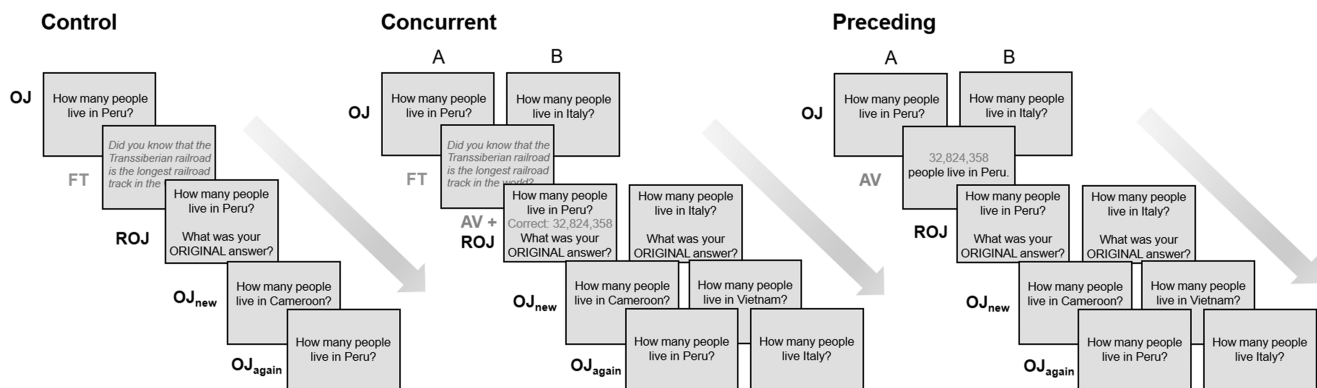 Control
OJ
How many people
live in Peru?
FT
Did you know that the
Transsiberian railroad
is the longest railroad
track in the
ROJ
How many people
live in Peru?
What was your
ORIGINAL answer?
OJnew
How many people
live in Cameroon?
OJagain
How many people
live in Peru?
Concurrent
A
B
OJ
How many people
live in Peru?
How many people
live in Italy?
FT
Did you know that the
Transsiberian railroad
is the longest railroad
track in the world?
AV +
ROJ
How many people
live in Peru?
Correct: 32,824,358
What was your
ORIGINAL answer?
How many people
live in Italy?
What was your
ORIGINAL answer?
OJnew
How many people
live in Cameroon?
How many people
live in Vietnam?
OJagain
How many people
live in Peru?
How many people
live in Italy?
Preceding
A
B
OJ
How many people
live in Peru?
How many people
live in Italy?
AV
32,824,358
people live in Peru.
ROJ
How many people
live in Peru?
What was your
ORIGINAL answer?
How many people
live in Italy?
What was your
ORIGINAL answer?
OJnew
How many people
live in Cameroon?
How many people
live in Vietnam?
OJagain
How many people
live in Peru?
How many people
live Italy?